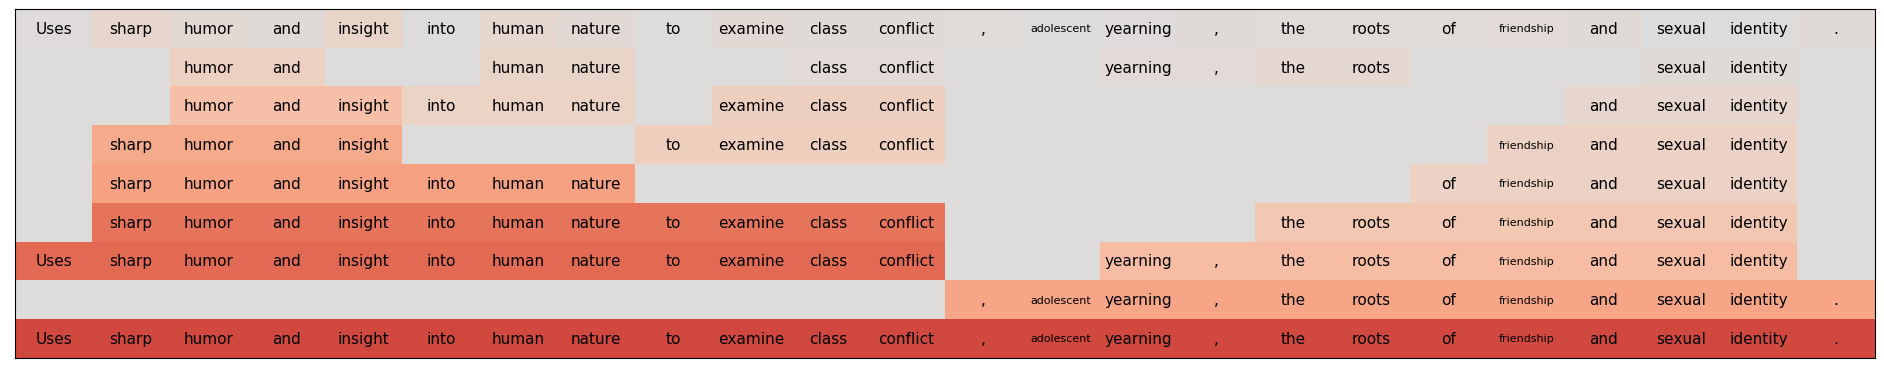 Uses sharp humor and insight into human nature to examine class conflict , adolescent yearning , the roots of friendship and sexual identity .
humor and human nature class conflict yearning , the roots sexual identity
humor and insight into human nature examine class conflict and sexual identity
sharp humor and insight to examine class conflict friendship and sexual identity
sharp humor and insight into human nature of friendship and sexual identity
sharp humor and insight into human nature to examine class conflict the roots of friendship and sexual identity
Uses sharp humor and insight into human nature to examine class conflict yearning , the roots of friendship and sexual identity
, adolescent yearning , the roots of friendship and sexual identity .
Uses sharp humor and insight into human nature to examine class conflict , adolescent yearning , the roots of friendship and sexual identity .